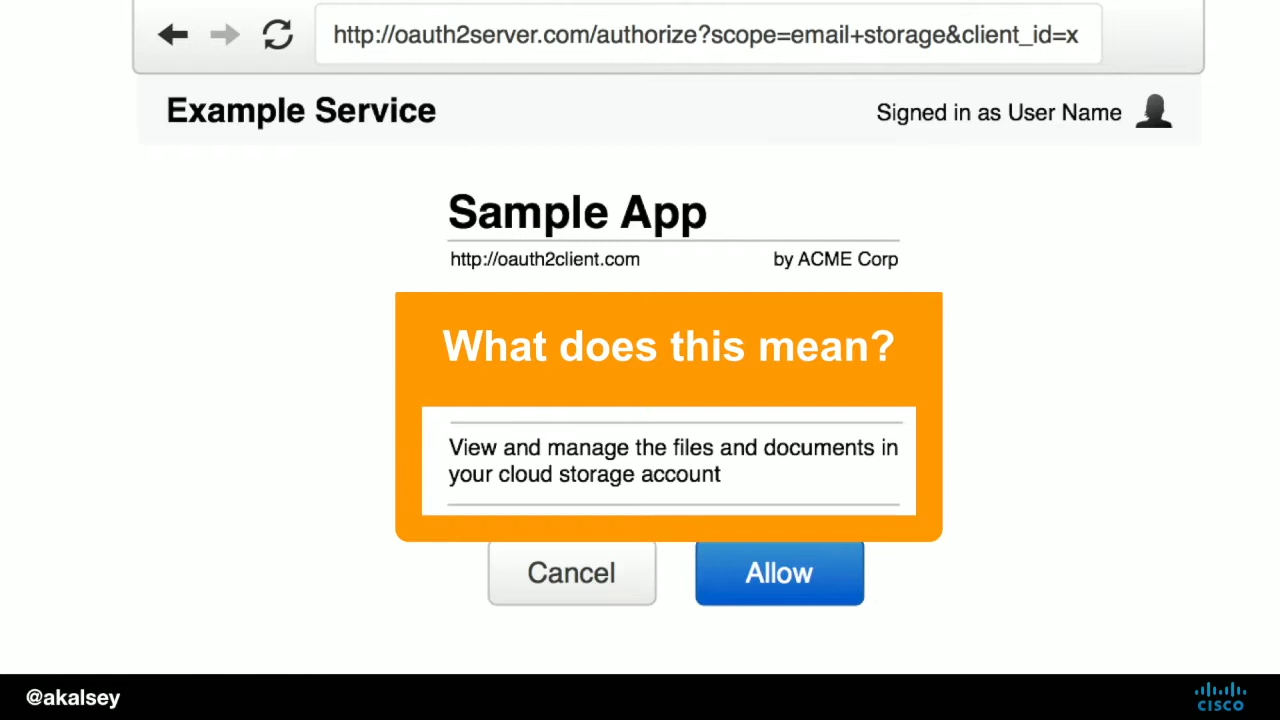 http://oauth2server.com/authorize?scope=email+storage&client_id=x
Example Service
Signed in as User Name
Sample App
http://oauth2client.com
by ACME Corp
What does this mean?
View and manage the files and documents in
your cloud storage account
Cancel
Allow
@akalsey
CISCO